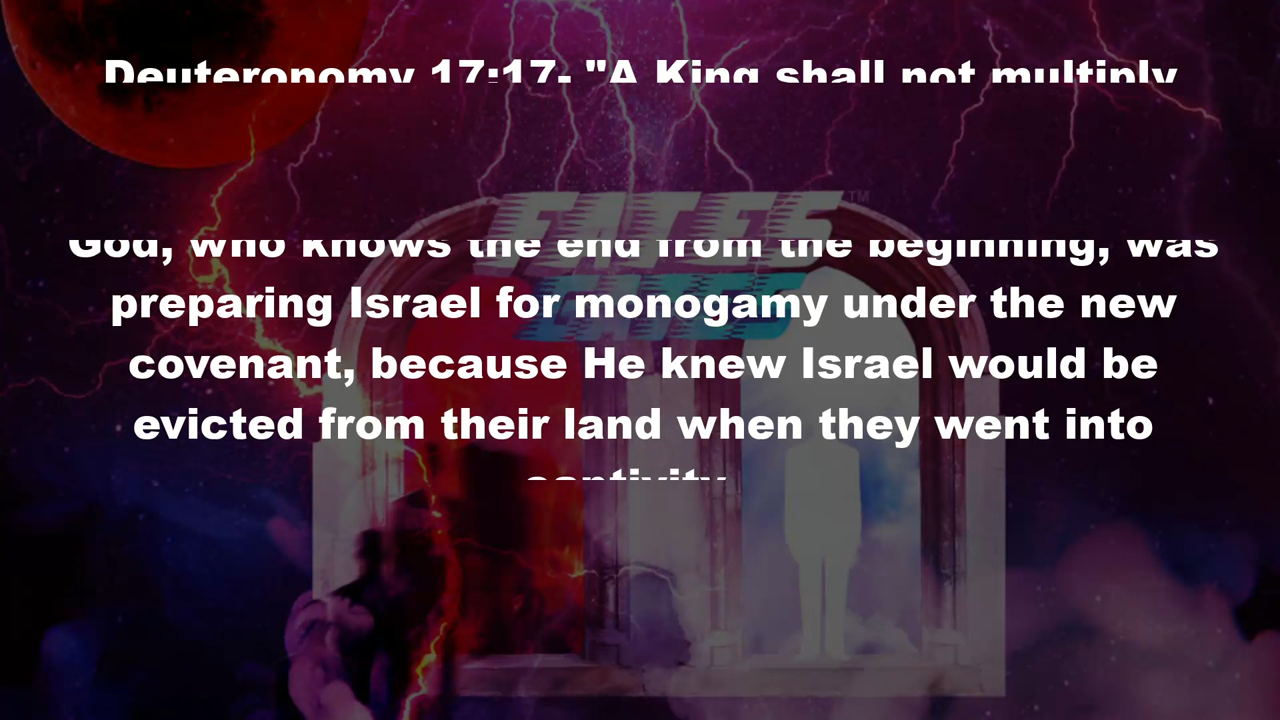 Deuteronomy 17:17- "A King shall not multiply
FATES™
GATES
God, who knows the end from the beginning, was
preparing Israel for monogamy under the new
covenant, because He knew Israel would be
evicted from their land when they went into
captivity